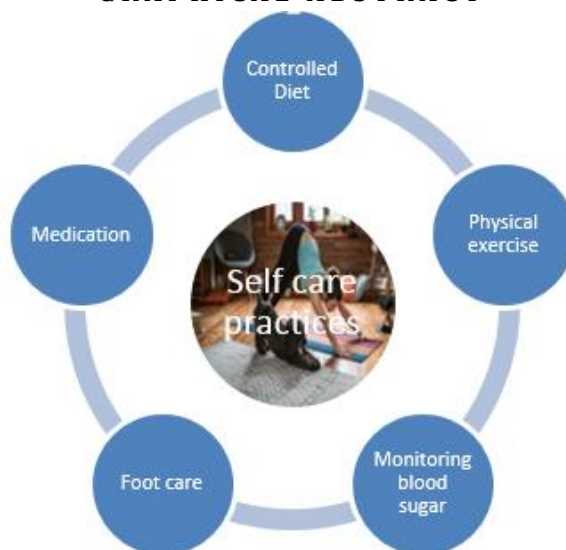 Controlled
Diet
Physical
exercise
Monitoring
blood
sugar
Foot care
Medication
Self care
practices